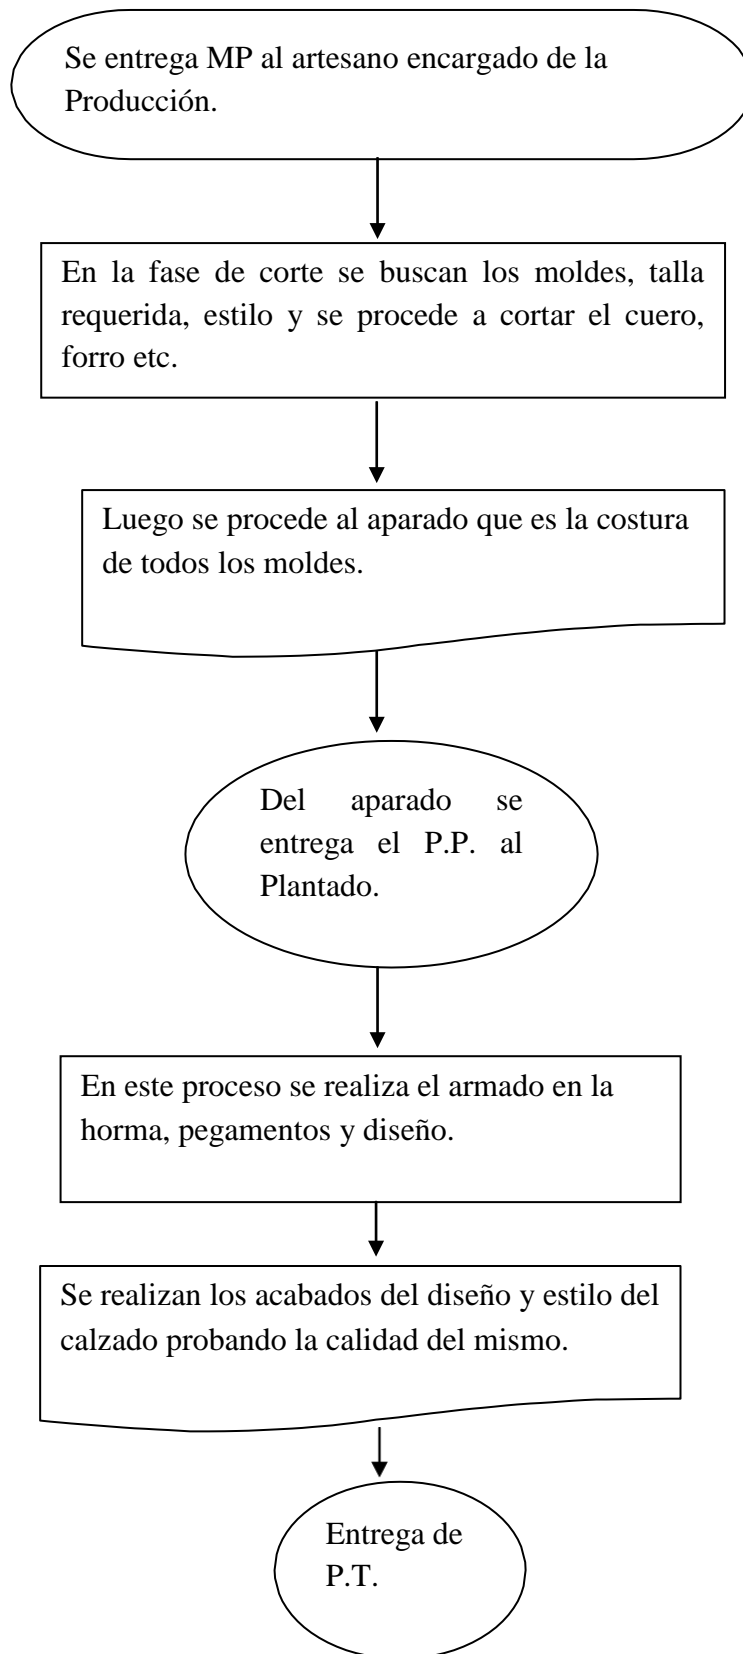 Se entrega MP al artesano encargado de la
Producción.
En la fase de corte se buscan los moldes, talla
requerida, estilo y se procede a cortar el cuero,
forro etc.
Luego se procede al aparado que es la costura
de todos los moldes.
Del aparado se
entrega el P.P. al
Plantado.
En este proceso se realiza el armado en la
horma, pegamentos y diseño.
Se realizan los acabados del diseño y estilo del
calzado probando la calidad del mismo.
Entrega de
P.T.